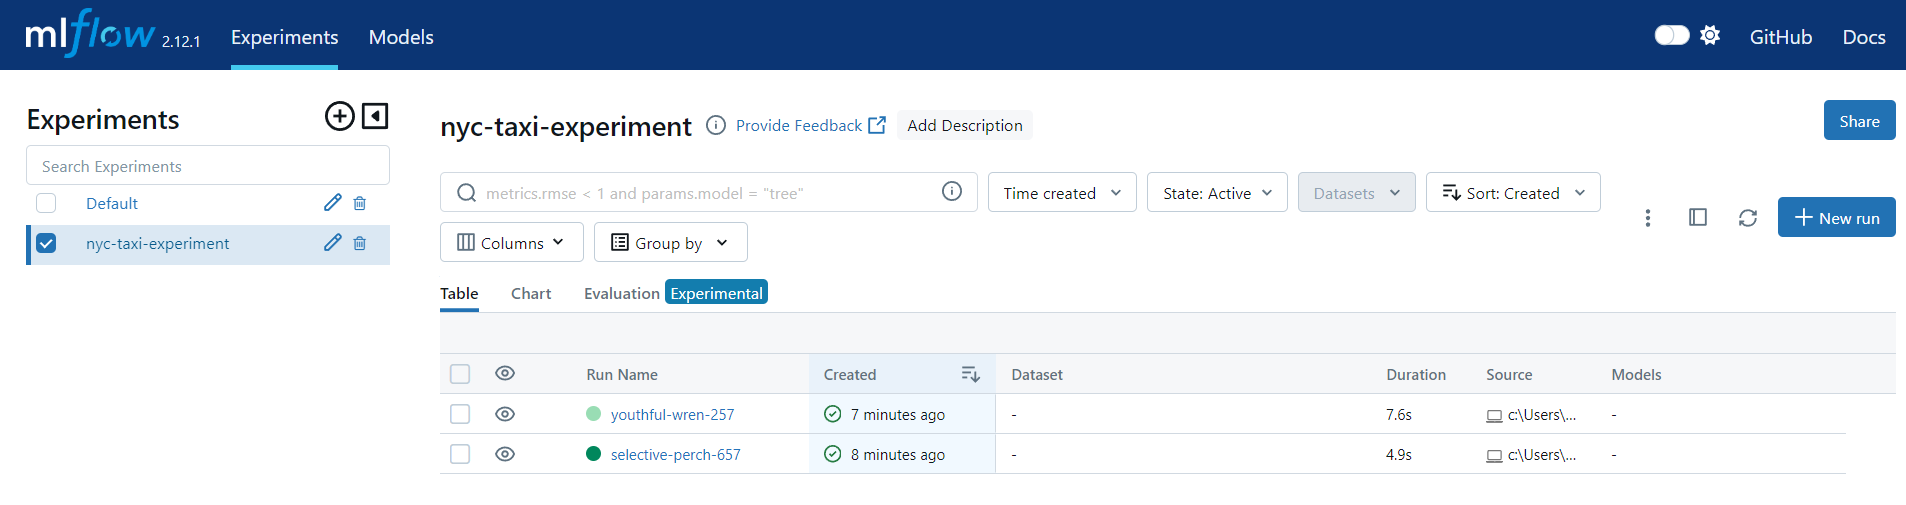 mlflow 2.12.1 Experiments Models GitHub Docs
Experiments
Search Experiments
Default
nyc-taxi-experiment
nyc-taxi-experiment Provide Feedback Add Description Share
metrics.rmse < 1 and params.model = "tree" Time created State: Active Datasets Sort: Created
Columns Group by New run
Table Chart Evaluation Experimental
Run Name Created Dataset Duration Source Models
youthful-wren-257 7 minutes ago - 7.6s c:\Users\... -
selective-perch-657 8 minutes ago - 4.9s c:\Users\... -